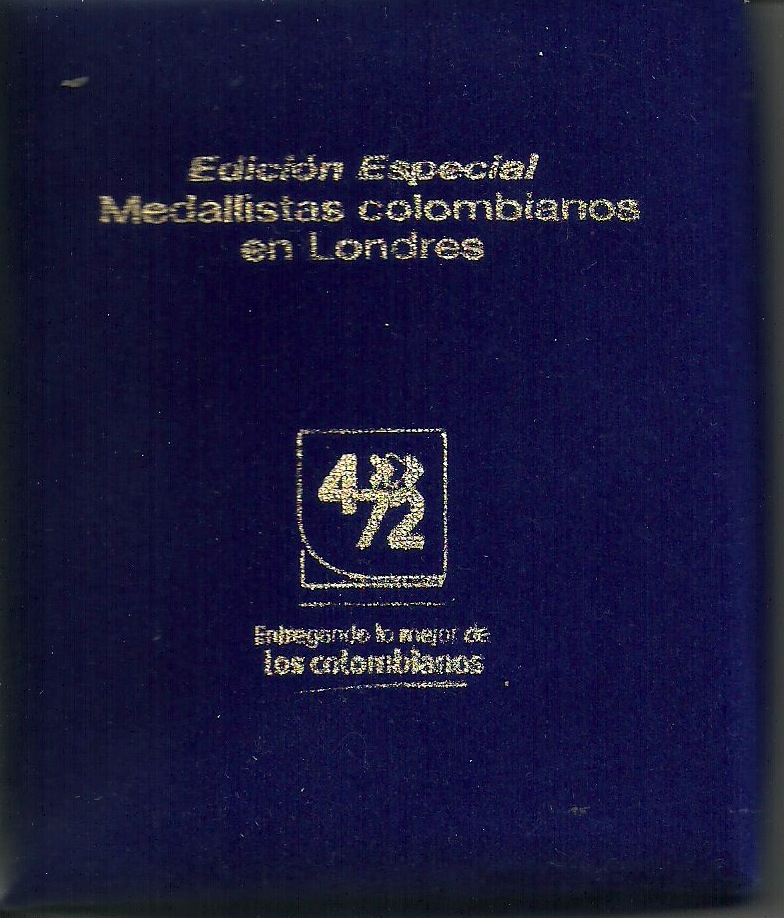 Edición Especial
Medallistas colombianos
en Londres
4
72
Entregando lo mejor de
los colombianos